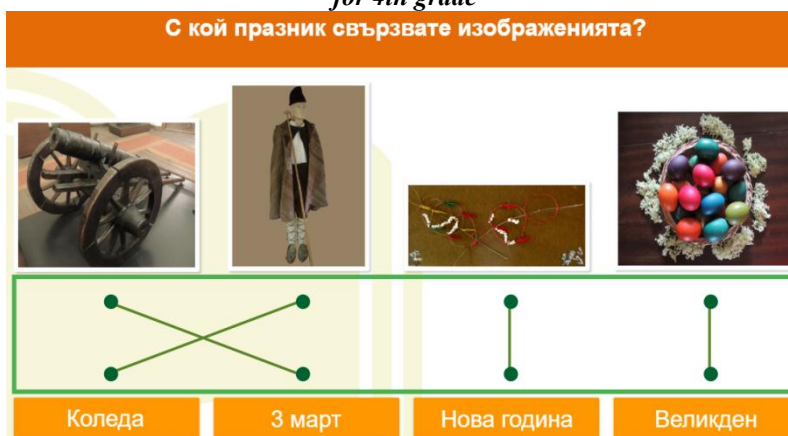 for 4th grade
С кой празник свързвате изображенията?
Коледа
3 март
Нова година
Великден